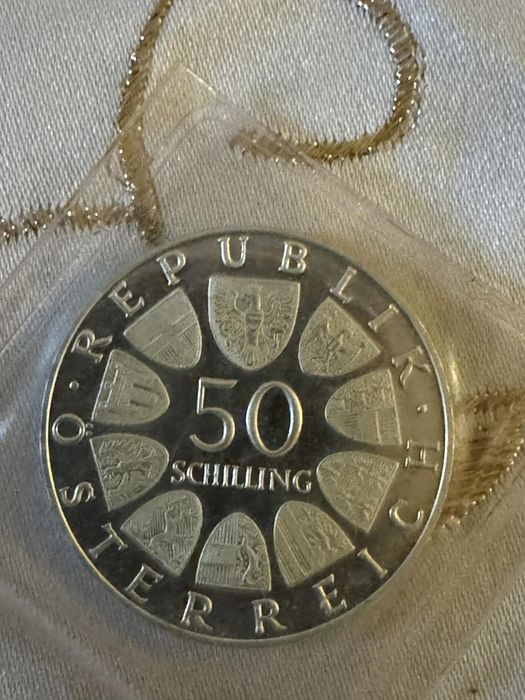 · REPUBLIK · ÖSTERREICH
50
SCHILLING